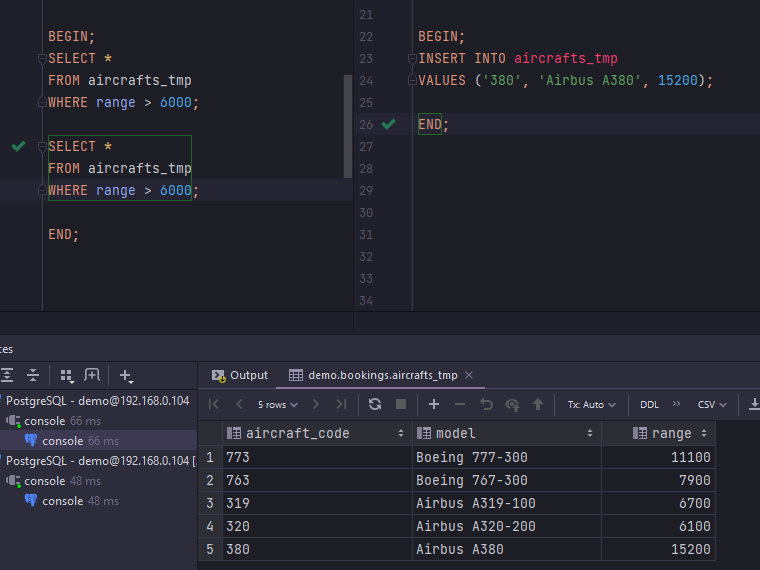 BEGIN;
SELECT *
FROM aircrafts_tmp
WHERE range > 6000;
SELECT *
FROM aircrafts_tmp
WHERE range > 6000;
END;
21
22 BEGIN;
23 INSERT INTO aircrafts_tmp
24 VALUES ('380', 'Airbus A380', 15200);
25
26 END;
27
28
29
30
31
32
33
34
ces
PostgreSQL - demo@192.168.0.104
console 66 ms
console 66 ms
PostgreSQL - demo@192.168.0.104 [
console 48 ms
console 48 ms
Output demo.bookings.aircrafts_tmp
5 rows Tx: Auto DDL CSV
aircraft_code model range
1 773 Boeing 777-300 11100
2 763 Boeing 767-300 7900
3 319 Airbus A319-100 6700
4 320 Airbus A320-200 6100
5 380 Airbus A380 15200